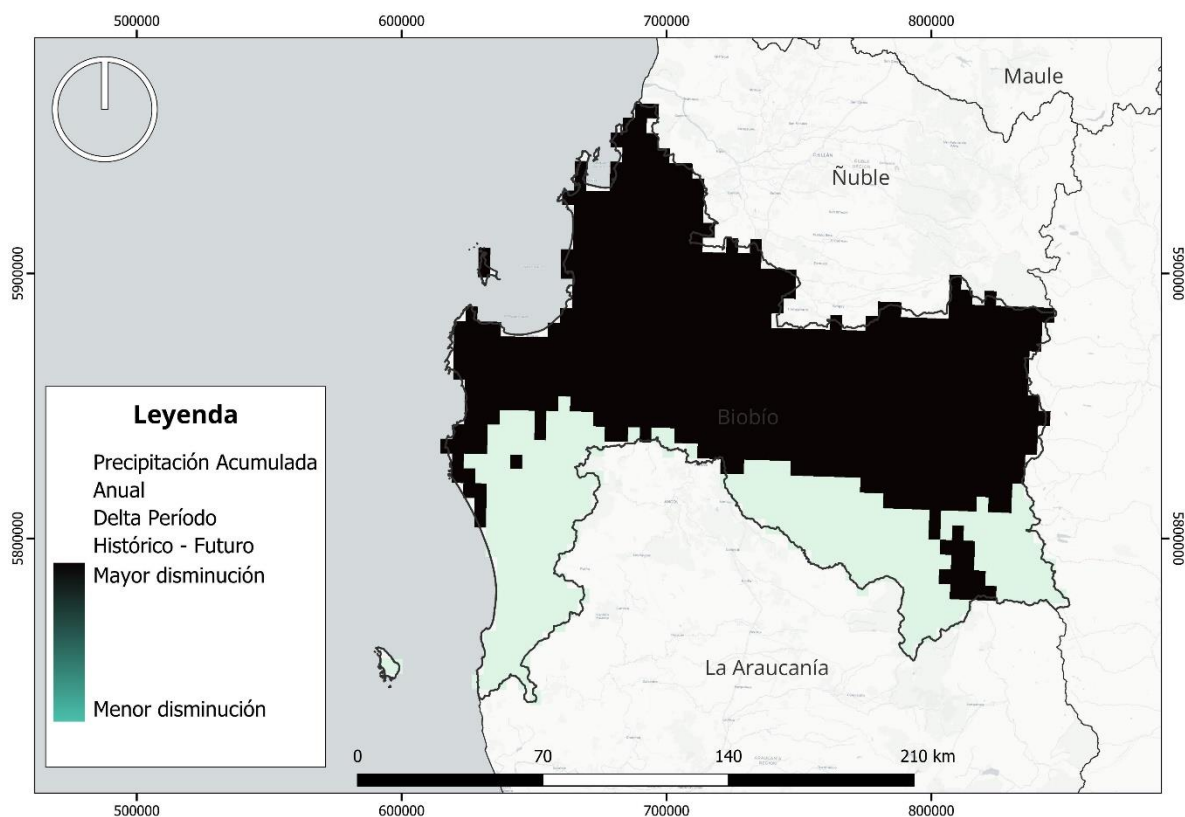 500000 600000 700000 800000
Maule
Ñuble
5900000 5900000
Leyenda
Precipitación Acumulada
Anual
Delta Período
Histórico - Futuro
Mayor disminución
Menor disminución
Biobío
5800000 5800000
La Araucanía
0 70 140 210 km
500000 600000 700000 800000